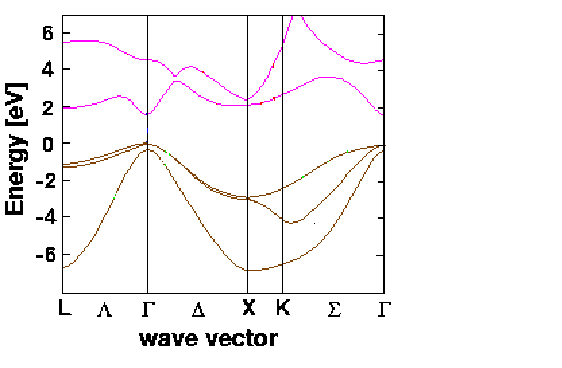 Energy [eV]
6
4
2
0
-2
-4
-6
L Λ Γ Δ X K Σ Γ
wave vector